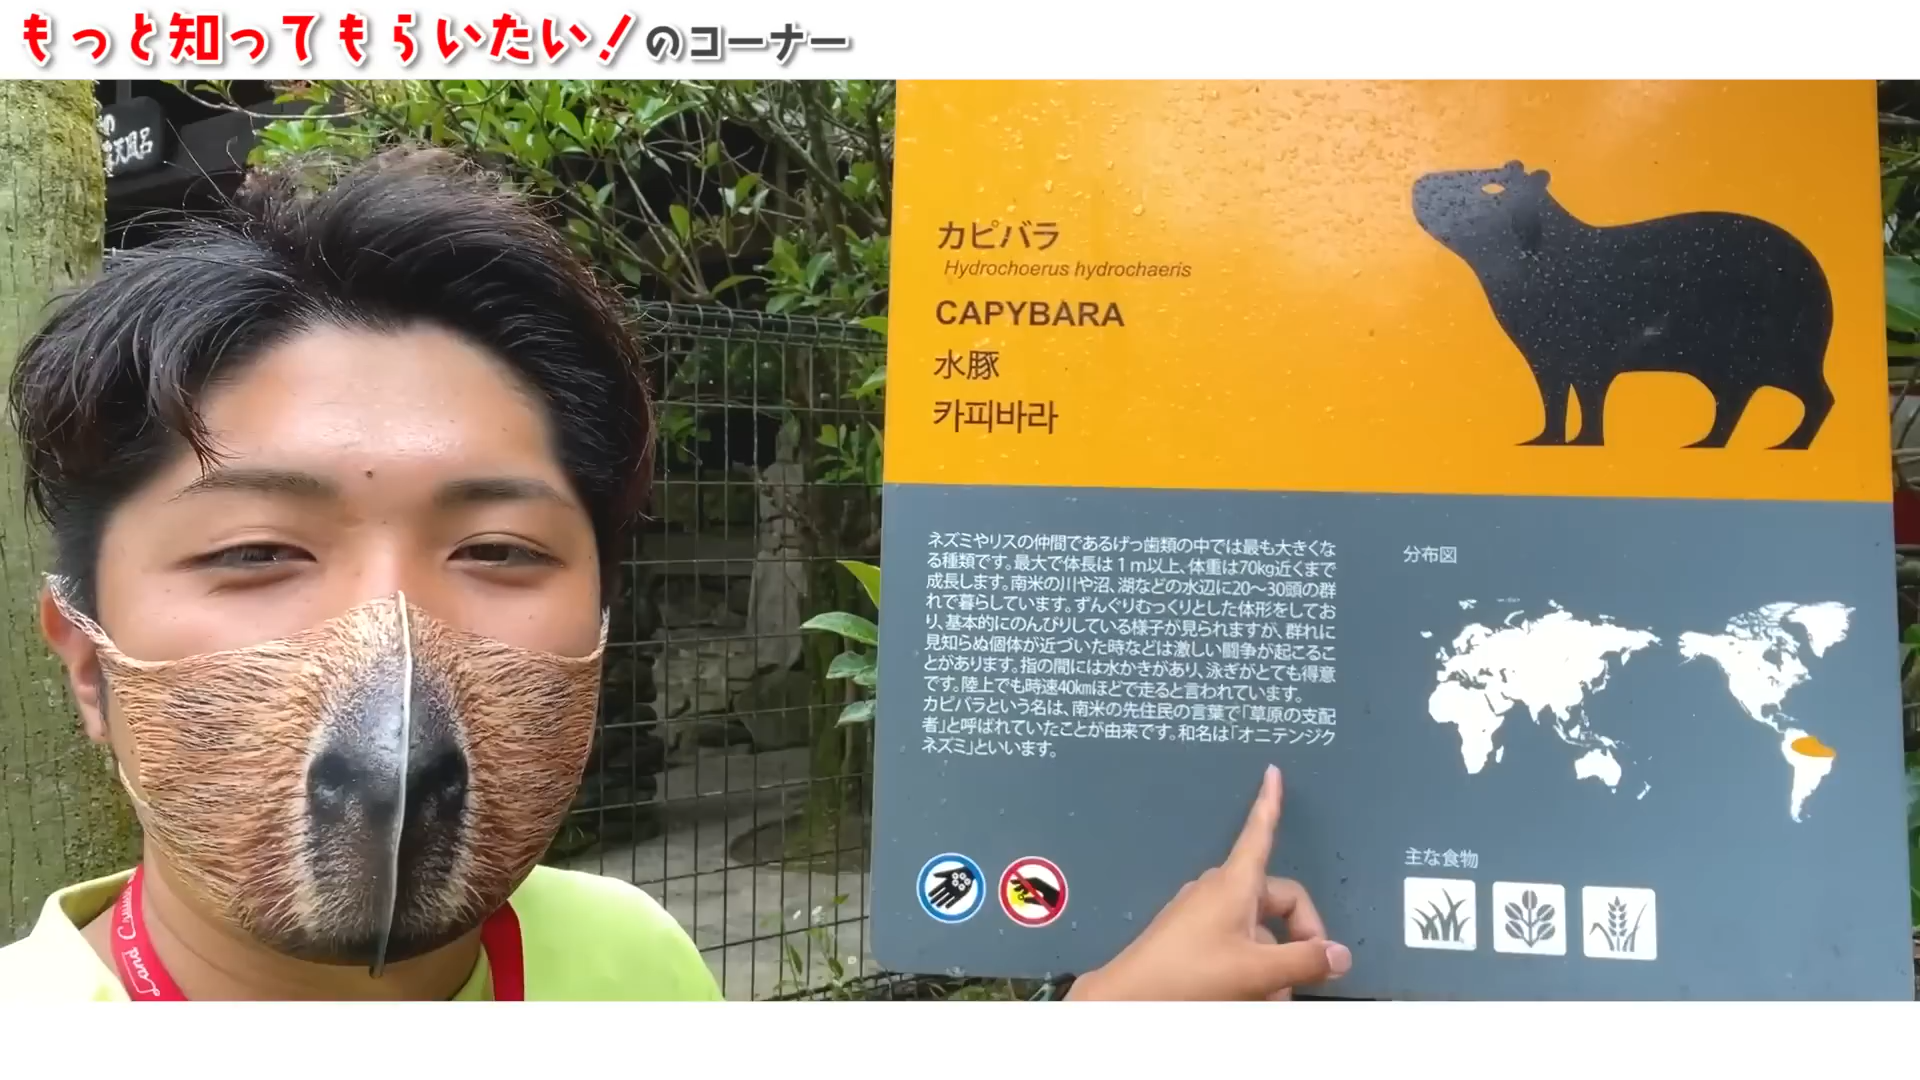 もっと知ってもらいたい!のコーナー
天風呂
カピバラ
Hydrochoerus hydrochaeris
CAPYBARA
水豚
카피바라
ネズミやリスの仲間であるげっ歯類の中では最も大きくな
る種類です。最大で体長は1m以上、体重は70kg近くまで
成長します。南米の川や沼、湖などの水辺に20〜30頭の群
れで暮らしています。ずんぐりむっくりとした体形をしてお
り、基本的にのんびりしている様子が見られますが、群れに
見知らぬ個体が近づいた時などは激しい闘争が起こるこ
とがあります。指の間には水かきがあり、泳ぎがとても得意
です。陸上でも時速40kmほどで走ると言われています。
カピバラという名は、南米の先住民の言葉で「草原の支配
者」と呼ばれていたことが由来です。和名は「オニテンジク
ネズミ」といいます。
分布図
主な食物